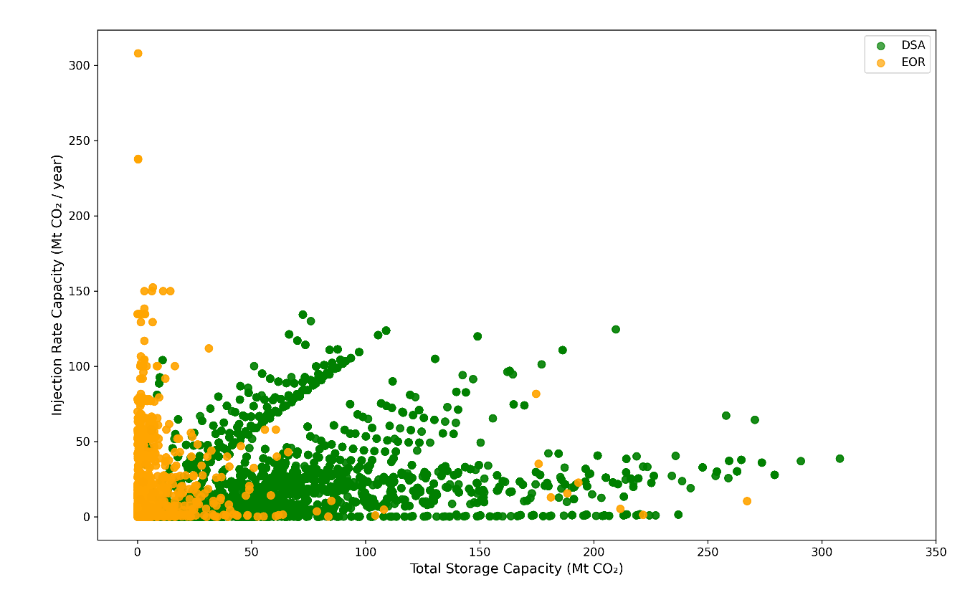 DSA
EOR
Injection Rate Capacity (Mt CO₂ / year)
300
250
200
150
100
50
0
0 50 100 150 200 250 300 350
Total Storage Capacity (Mt CO₂)